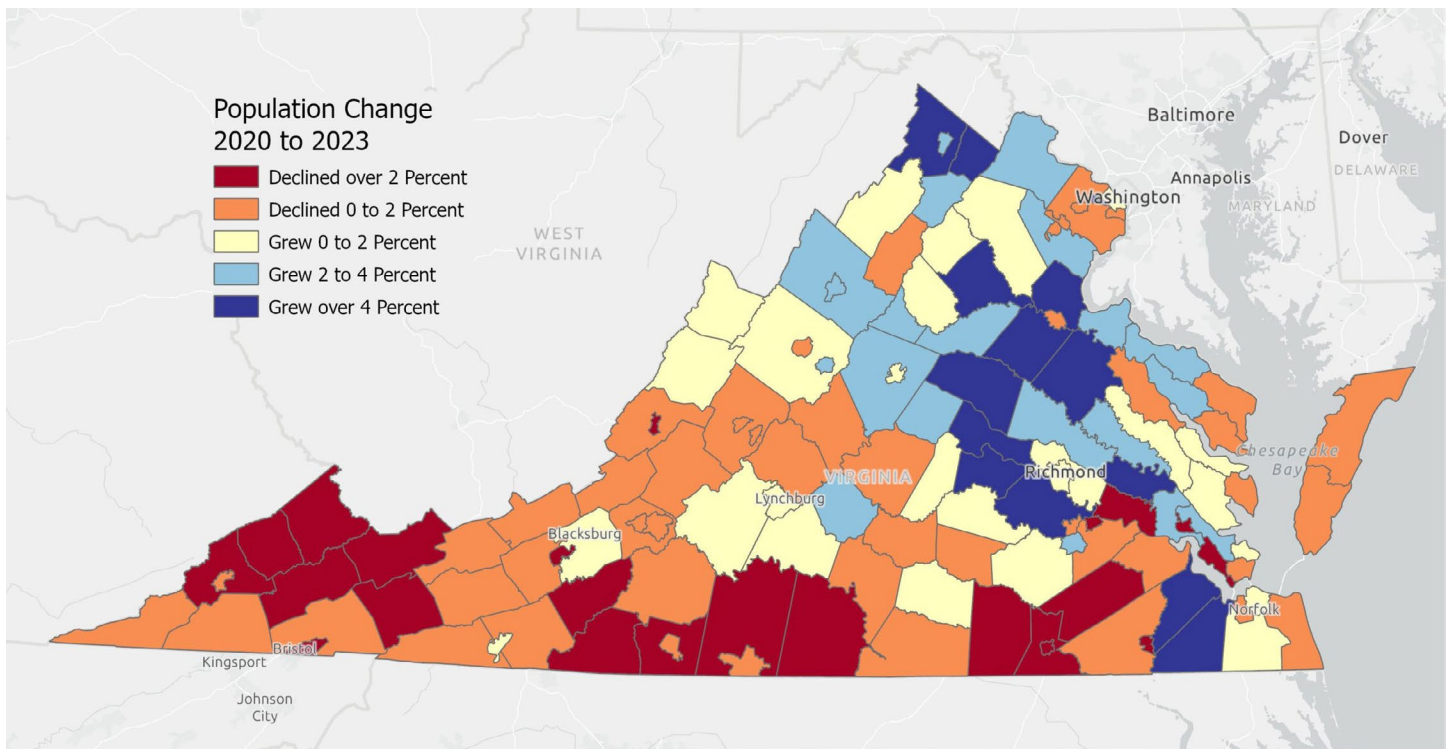 Population Change
2020 to 2023
Declined over 2 Percent
Declined 0 to 2 Percent
Grew 0 to 2 Percent
Grew 2 to 4 Percent
Grew over 4 Percent
Baltimore
Dover
DELAWARE
Annapolis
Washington
MARYLAND
WEST
VIRGINIA
Chesapeake
Bay
Richmond
VIRGINIA
Lynchburg
Blacksburg
Norfolk
Bristol
Kingsport
Johnson
City